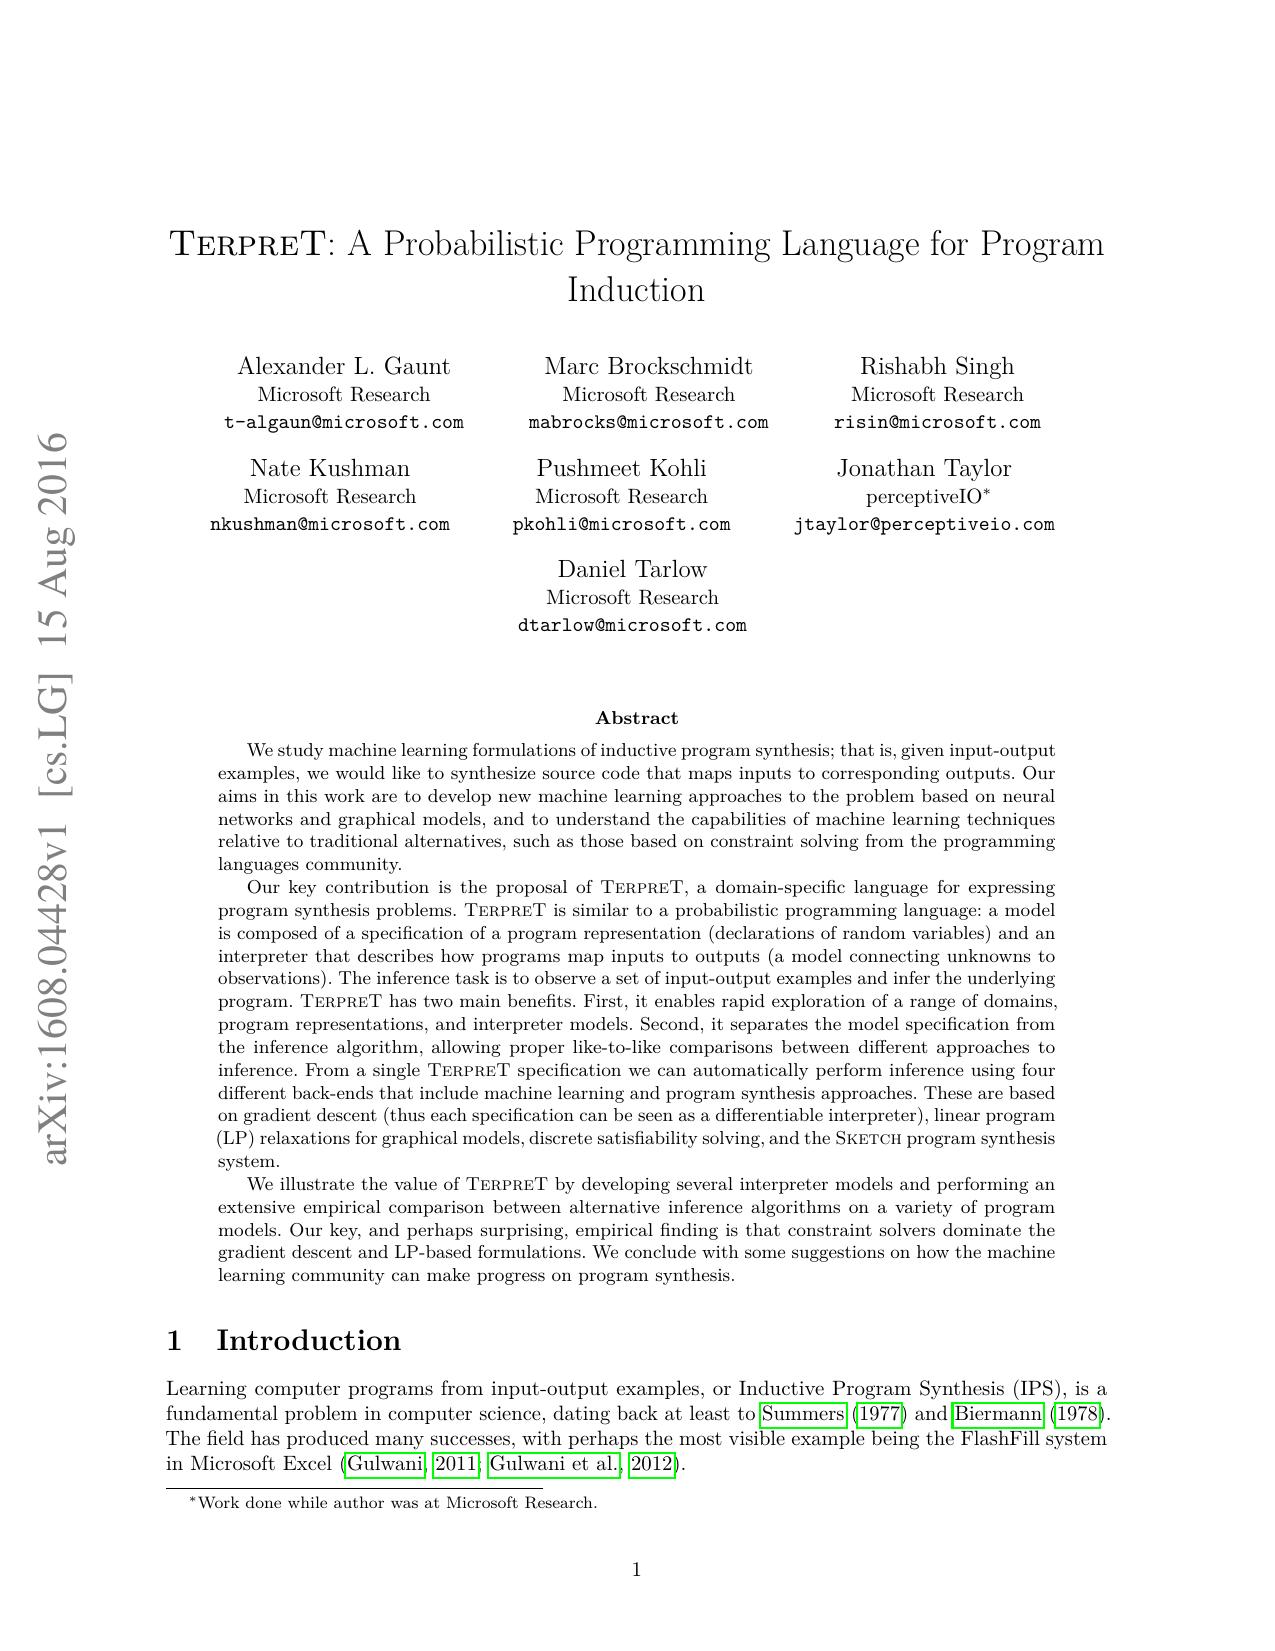 arXiv:1608.04428v1 [cs.LG] 15 Aug 2016
TERPRET: A Probabilistic Programming Language for Program
Induction
Alexander L. Gaunt
Microsoft Research
t-algaun@microsoft.com
Marc Brockschmidt
Microsoft Research
mabrocks@microsoft.com
Rishabh Singh
Microsoft Research
risin@microsoft.com
Nate Kushman
Microsoft Research
nkushman@microsoft.com
Pushmeet Kohli
Microsoft Research
pkohli@microsoft.com
Jonathan Taylor
perceptiveIO*
jtaylor@perceptiveio.com
Daniel Tarlow
Microsoft Research
dtarlow@microsoft.com
Abstract
We study machine learning formulations of inductive program synthesis; that is, given input-output
examples, we would like to synthesize source code that maps inputs to corresponding outputs. Our
aims in this work are to develop new machine learning approaches to the problem based on neural
networks and graphical models, and to understand the capabilities of machine learning techniques
relative to traditional alternatives, such as those based on constraint solving from the programming
languages community.
Our key contribution is the proposal of TERPRET, a domain-specific language for expressing
program synthesis problems. TERPRET is similar to a probabilistic programming language: a model
is composed of a specification of a program representation (declarations of random variables) and an
interpreter that describes how programs map inputs to outputs (a model connecting unknowns to
observations). The inference task is to observe a set of input-output examples and infer the underlying
program. TERPRET has two main benefits. First, it enables rapid exploration of a range of domains,
program representations, and interpreter models. Second, it separates the model specification from
the inference algorithm, allowing proper like-to-like comparisons between different approaches to
inference. From a single TERPRET specification we can automatically perform inference using four
different back-ends that include machine learning and program synthesis approaches. These are based
on gradient descent (thus each specification can be seen as a differentiable interpreter), linear program
(LP) relaxations for graphical models, discrete satisfiability solving, and the SKETCH program synthesis
system.
We illustrate the value of TERPRET by developing several interpreter models and performing an
extensive empirical comparison between alternative inference algorithms on a variety of program
models. Our key, and perhaps surprising, empirical finding is that constraint solvers dominate the
gradient descent and LP-based formulations. We conclude with some suggestions on how the machine
learning community can make progress on program synthesis.
1 Introduction
Learning computer programs from input-output examples, or Inductive Program Synthesis (IPS), is a
fundamental problem in computer science, dating back at least to Summers (1977) and Biermann (1978).
The field has produced many successes, with perhaps the most visible example being the FlashFill system
in Microsoft Excel (Gulwani, 2011; Gulwani et al., 2012).
*Work done while author was at Microsoft Research.
1